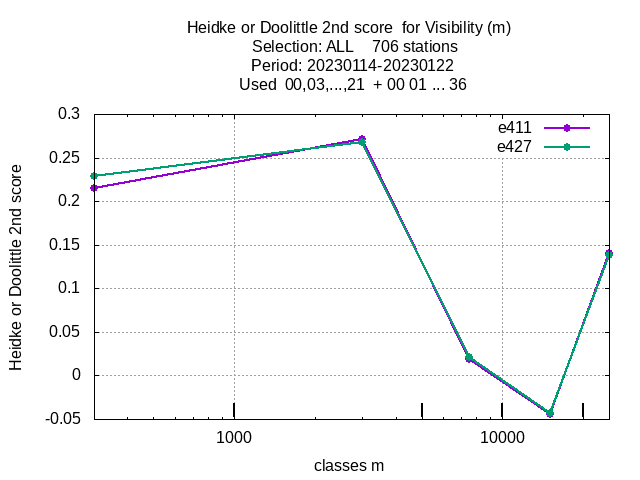 Heidke or Doolittle 2nd score  for Visibility (m)
Selection: ALL    706 stations
Period: 20230114-20230122
Used  00,03,...,21  + 00 01 ... 36
e411
e427
0.3
0.25
0.2
0.15
0.1
0.05
0
-0.05
Heidke or Doolittle 2nd score
1000
10000
classes m